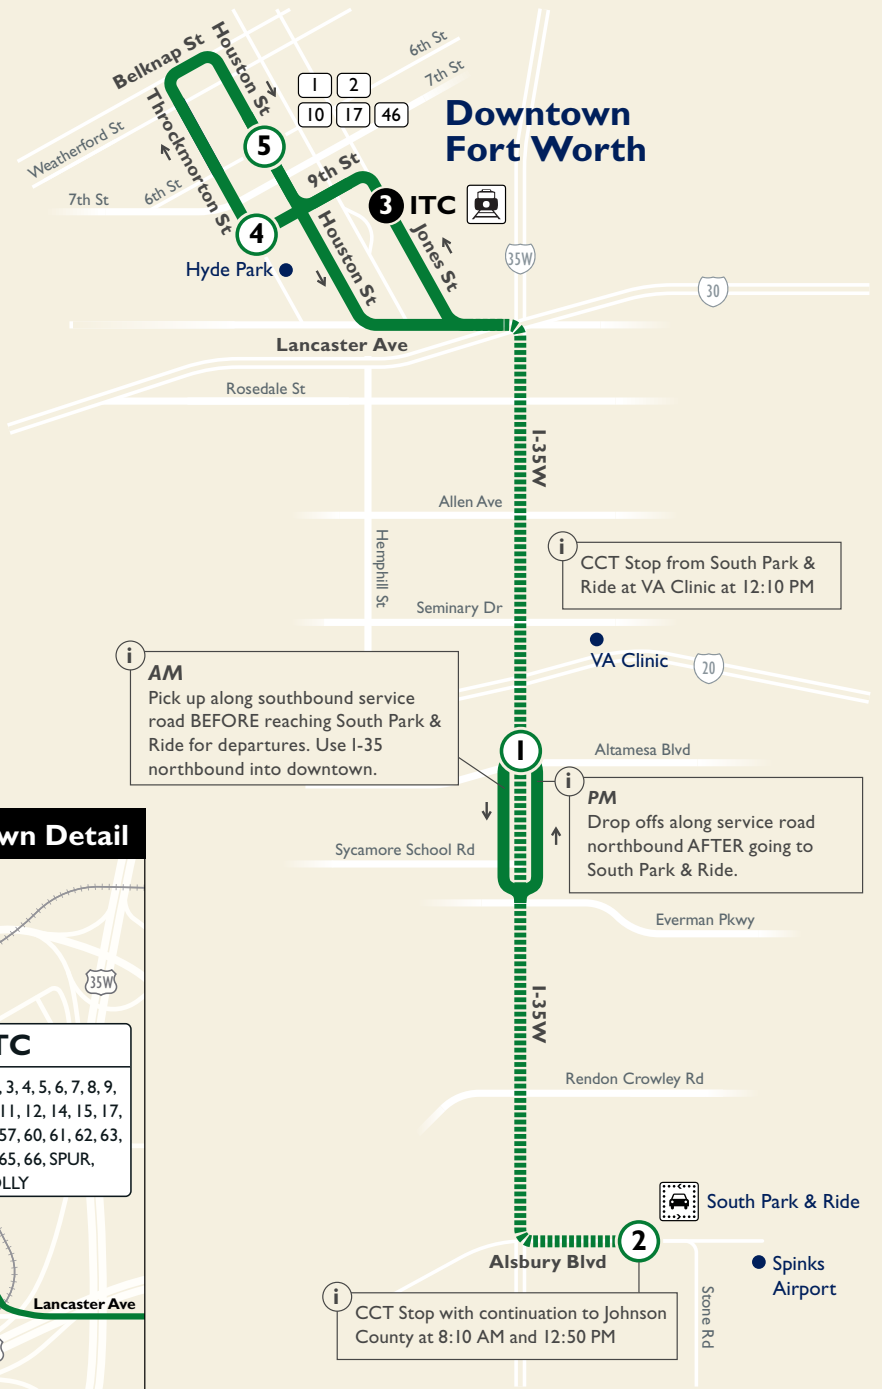 Belknap St
Houston St
6th St
7th St
1 2
10 17 46
Downtown
Fort Worth
Weatherford St
Throckmorton St
5
9th St
7th St
6th St
3 ITC
4
Houston St
Jones St
35W
Hyde Park
30
Lancaster Ave
Rosedale St
I-35W
Allen Ave
Hemphill St
i
CCT Stop from South Park &
Ride at VA Clinic at 12:10 PM
Seminary Dr
VA Clinic
20
i
AM
Pick up along southbound service
road BEFORE reaching South Park &
Ride for departures. Use I-35
northbound into downtown.
1
Altamesa Blvd
i
PM
Drop offs along service road
northbound AFTER going to
South Park & Ride.
Sycamore School Rd
Everman Pkwy
I-35W
Rendon Crowley Rd
South Park & Ride
2
Alsbury Blvd
Spinks
Airport
Stone Rd
i
CCT Stop with continuation to Johnson
County at 8:10 AM and 12:50 PM
wn Detail
35W
TC
, 3, 4, 5, 6, 7, 8, 9,
11, 12, 14, 15, 17,
57, 60, 61, 62, 63,
65, 66, SPUR,
OLLY
Lancaster Ave